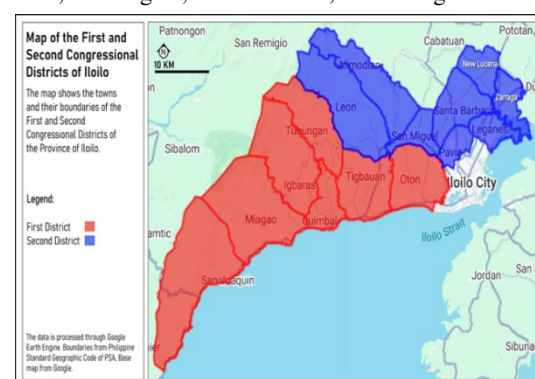 Map of the First and
Second Congressional
Districts of Iloilo
The map shows the towns
and their boundaries of the
First and Second
Congressional Districts of
the Province of Iloilo.
Legend:
First District
Second District
The data is processed through Google
Earth Engine. Boundaries from Philippine
Standard Geographic Code of PSA, Base
map from Google.
N
10 KM
Patnongon
San Remigio
Cabatuan
Pototan,
New Lucena
Alimodian
Zarraga
Leon
Santa Barbara
Leganes
Tubungan
San Miguel
Pavia
Sibalom
Igbaras
Tigbauan
Oton
Iloilo City
Miagao
Guimbal
Iloilo Strait
San Joaquin
Jordan
San
Sibuna